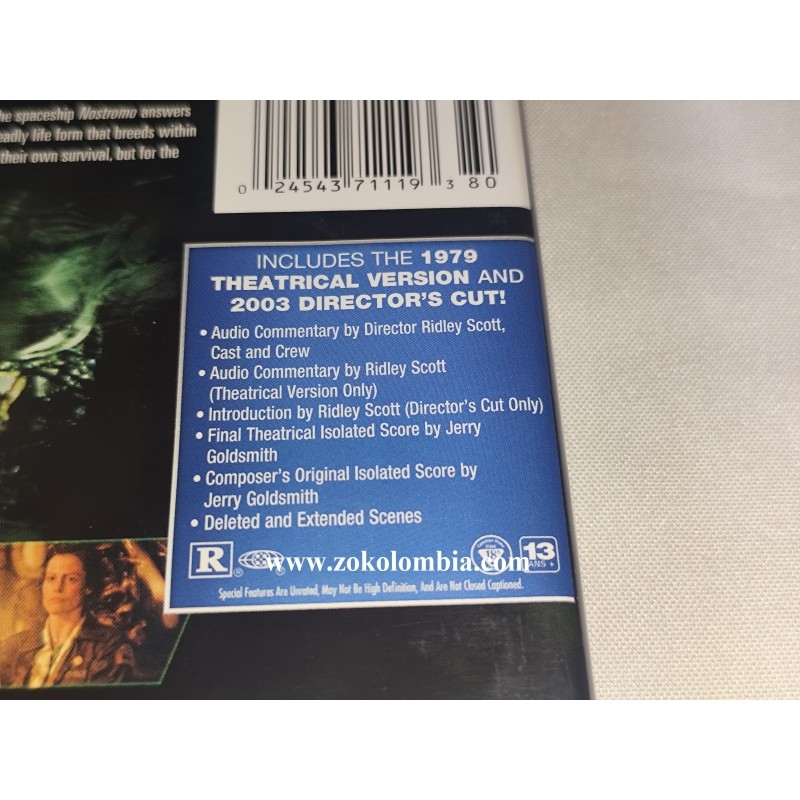 he spaceship Nostromo answers
eadly life form that breeds within
their own survival, but for the
0 24543 71119 3 80
INCLUDES THE 1979
THEATRICAL VERSION AND
2003 DIRECTOR'S CUT!
• Audio Commentary by Director Ridley Scott,
Cast and Crew
• Audio Commentary by Ridley Scott
(Theatrical Version Only)
• Introduction by Ridley Scott (Director's Cut Only)
• Final Theatrical Isolated Score by Jerry
Goldsmith
• Composer's Original Isolated Score by
Jerry Goldsmith
• Deleted and Extended Scenes
R ®
www.zokolombia.com
18
13
ANS +
Special Features Are Unrated, May Not Be High Definition, And Are Not Closed Captioned.